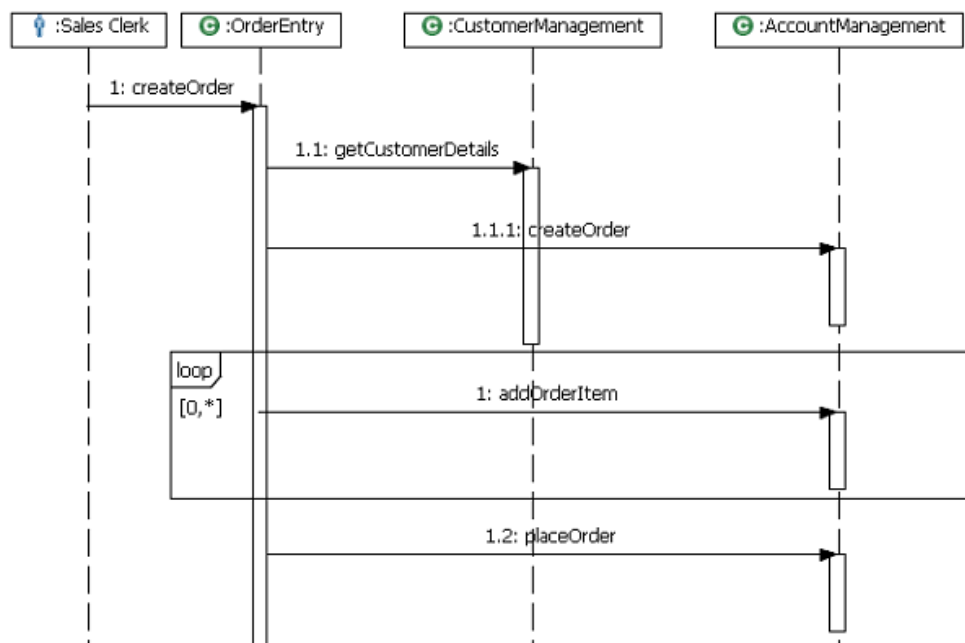 :Sales Clerk
:OrderEntry
C :CustomerManagement
C :AccountManagement
1: createOrder
1.1: getCustomerDetails
1.1.1: createOrder
loop
[0,*]
1: addOrderItem
1.2: placeOrder